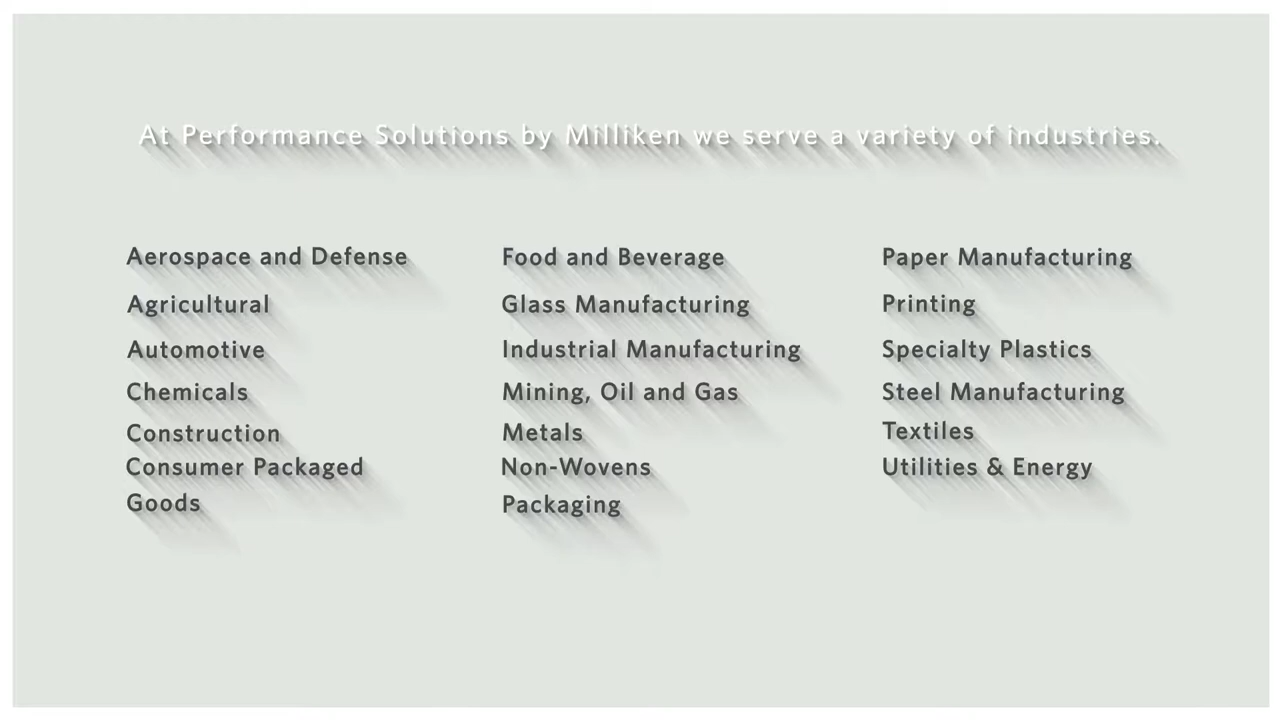 At Performance Solutions by Milliken we serve a variety of industries.
Aerospace and Defense
Agricultural
Automotive
Chemicals
Construction
Consumer Packaged
Goods
Food and Beverage
Glass Manufacturing
Industrial Manufacturing
Mining, Oil and Gas
Metals
Non-Wovens
Packaging
Paper Manufacturing
Printing
Specialty Plastics
Steel Manufacturing
Textiles
Utilities & Energy